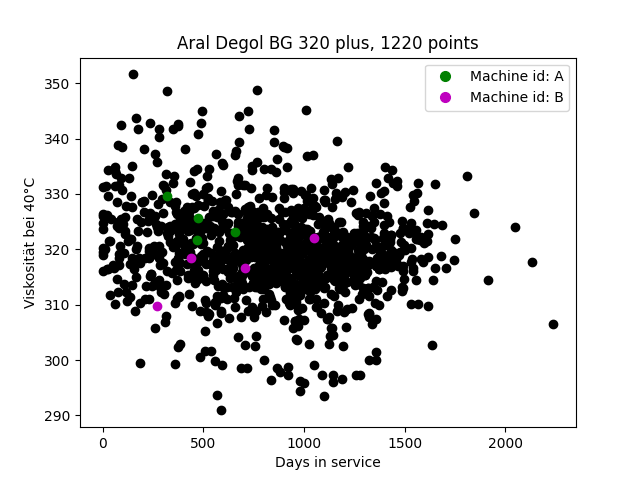 Aral Degol BG 320 plus, 1220 points
Machine id: A
Machine id: B
Viskosität bei 40°C
350
340
330
320
310
300
290
0
500
1000
1500
2000
Days in service